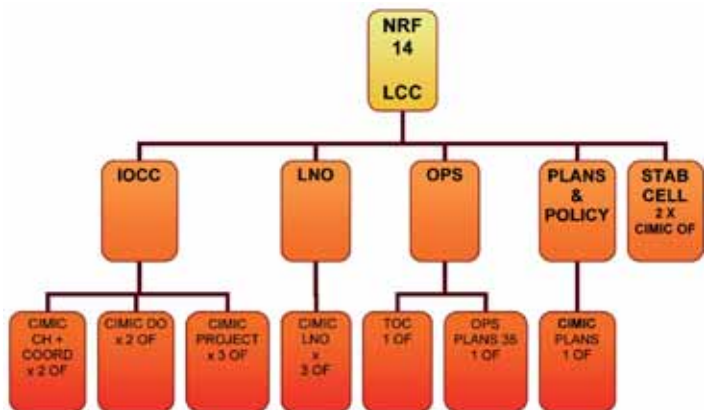 NRF
14
LCC
IOCC
LNO
OPS
PLANS
&
POLICY
STAB
CELL
2 X
CIMIC OF
CIMIC
CH +
COORD
x 2 OF
CIMIC DO
x 2 OF
CIMIC
PROJECT
x 3 OF
CIMIC
LNO
x
3 OF
TOC
1 OF
OPS
PLANS 35
1 OF
CIMIC
PLANS
1 OF